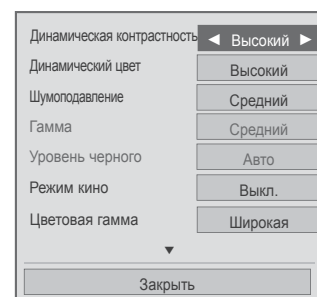 Динамическая контрастность ◄ Высокий ►
Динамический цвет Высокий
Шумоподавление Средний
Гамма Средний
Уровень черного Авто
Режим кино Выкл.
Цветовая гамма Широкая
▼
Закрыть